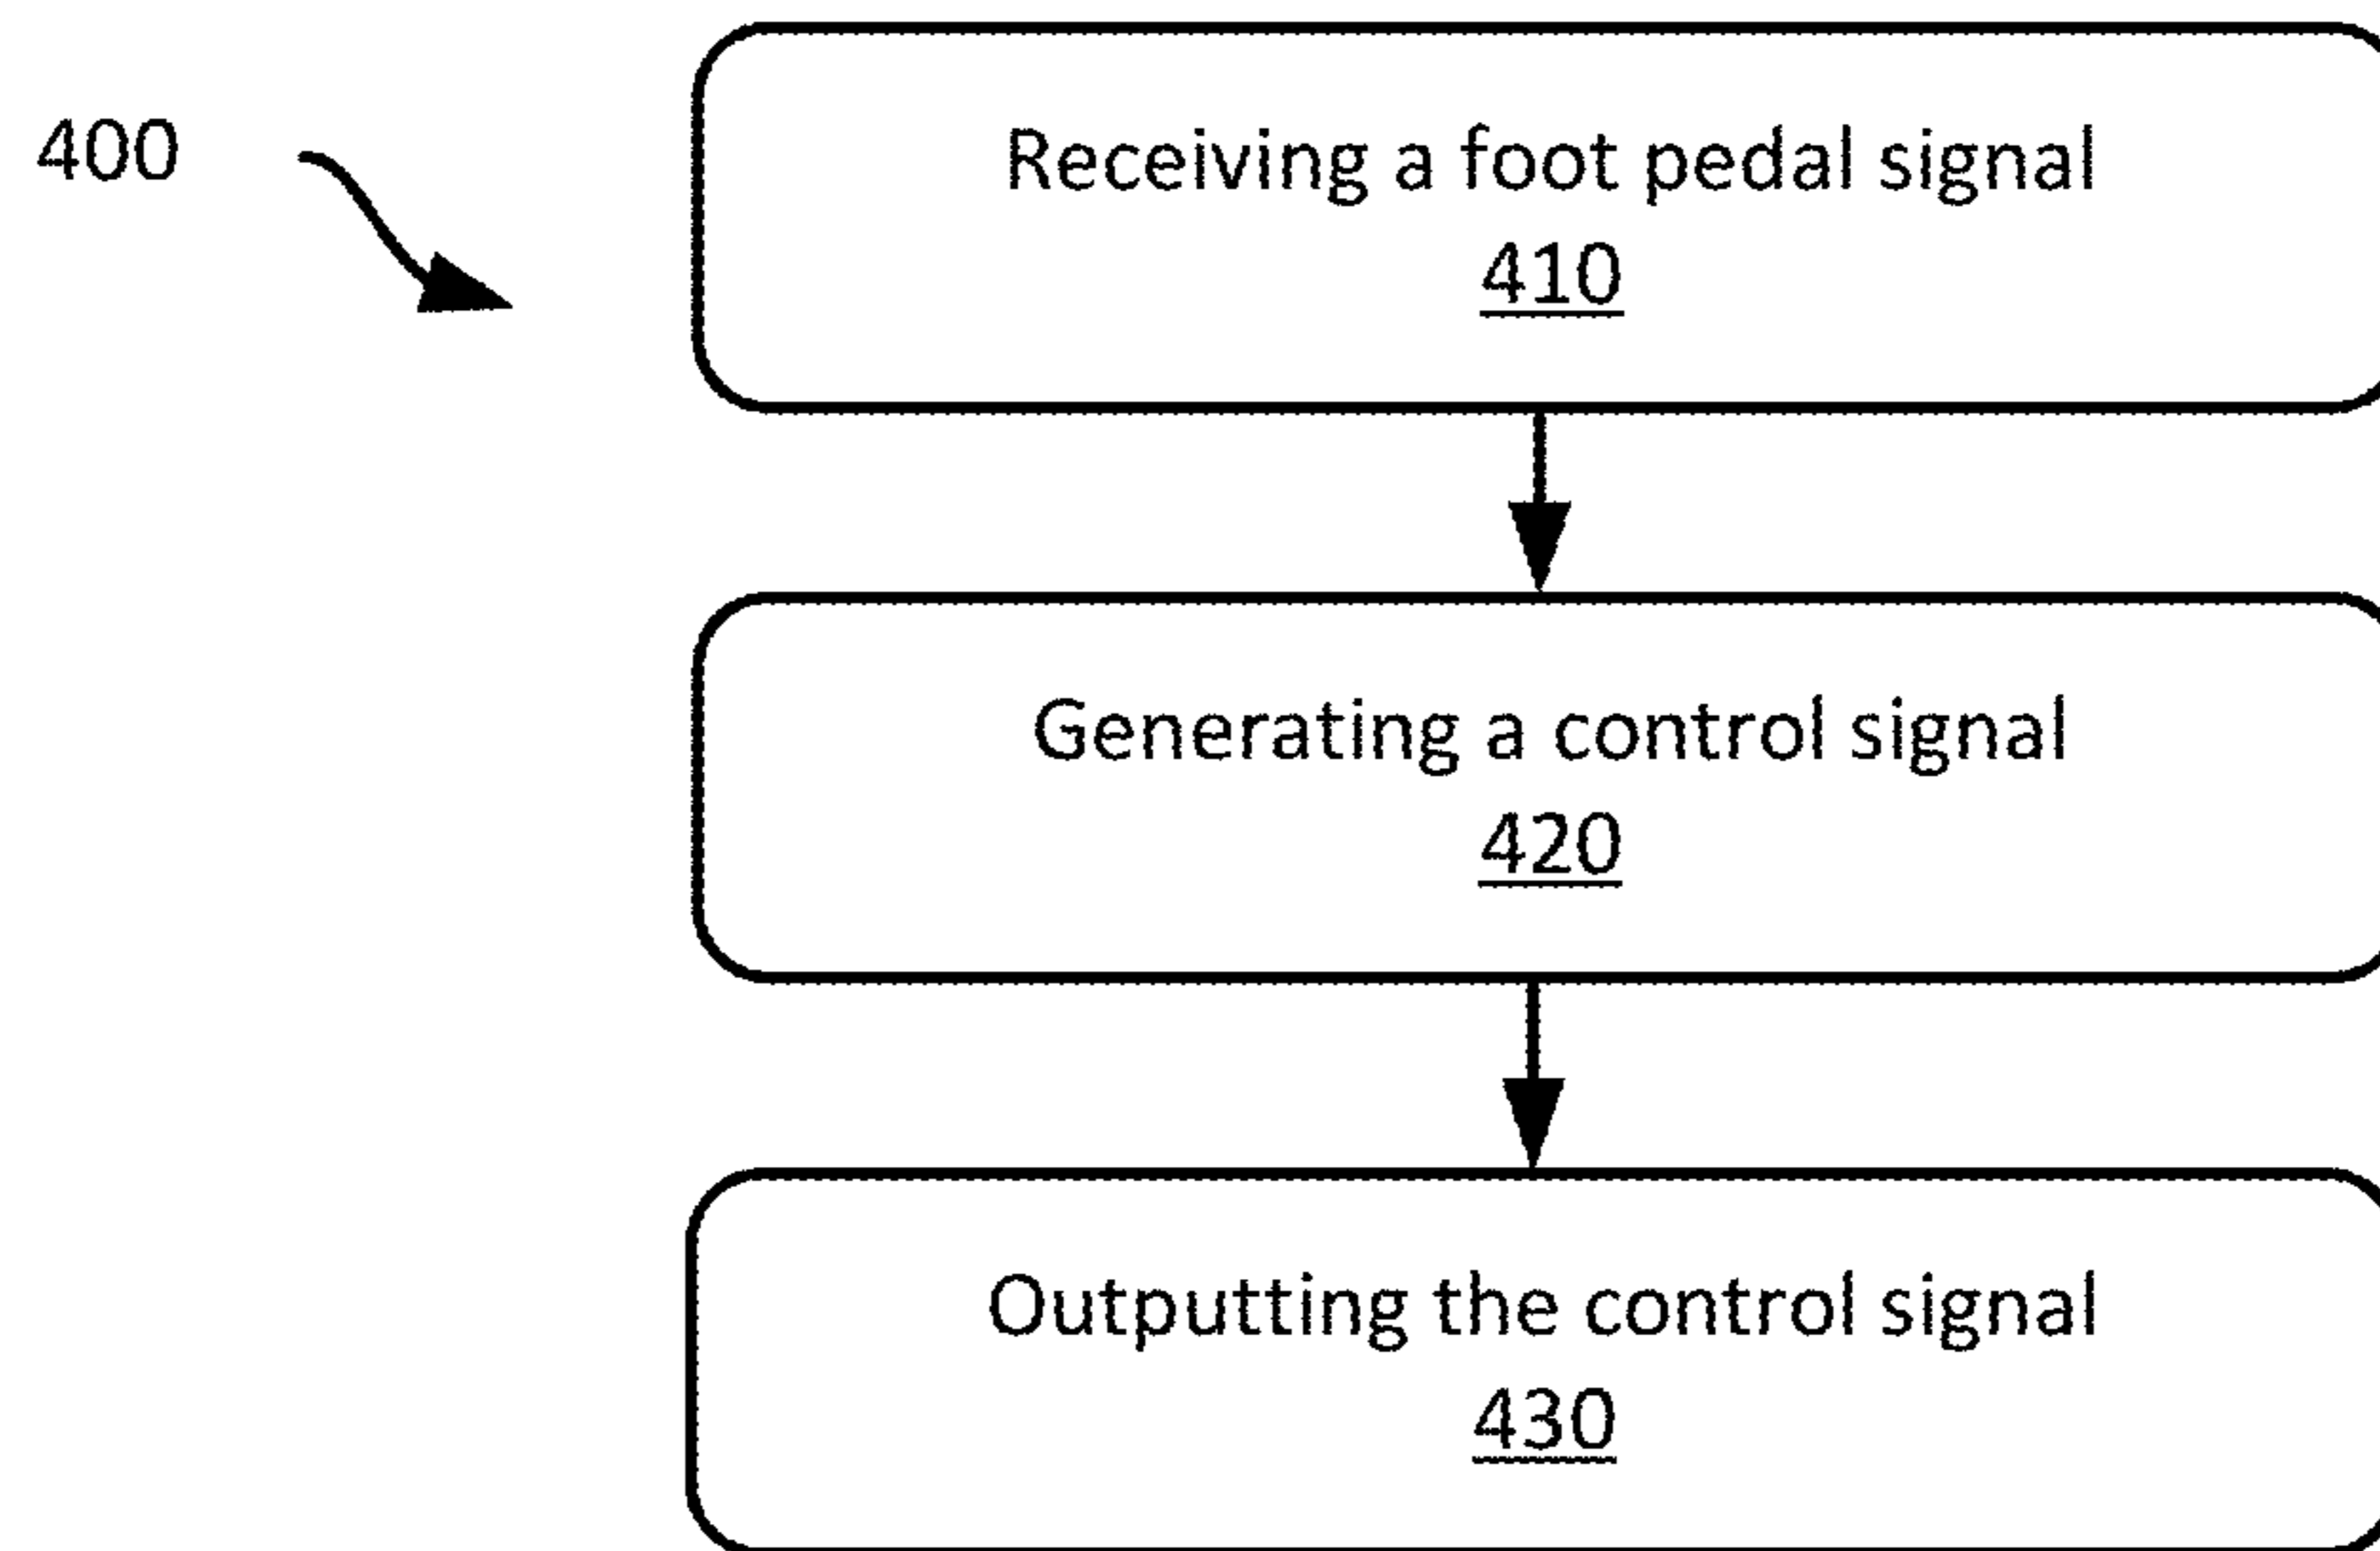 400
Receiving a foot pedal signal
410
Generating a control signal
420
Outputting the control signal
430